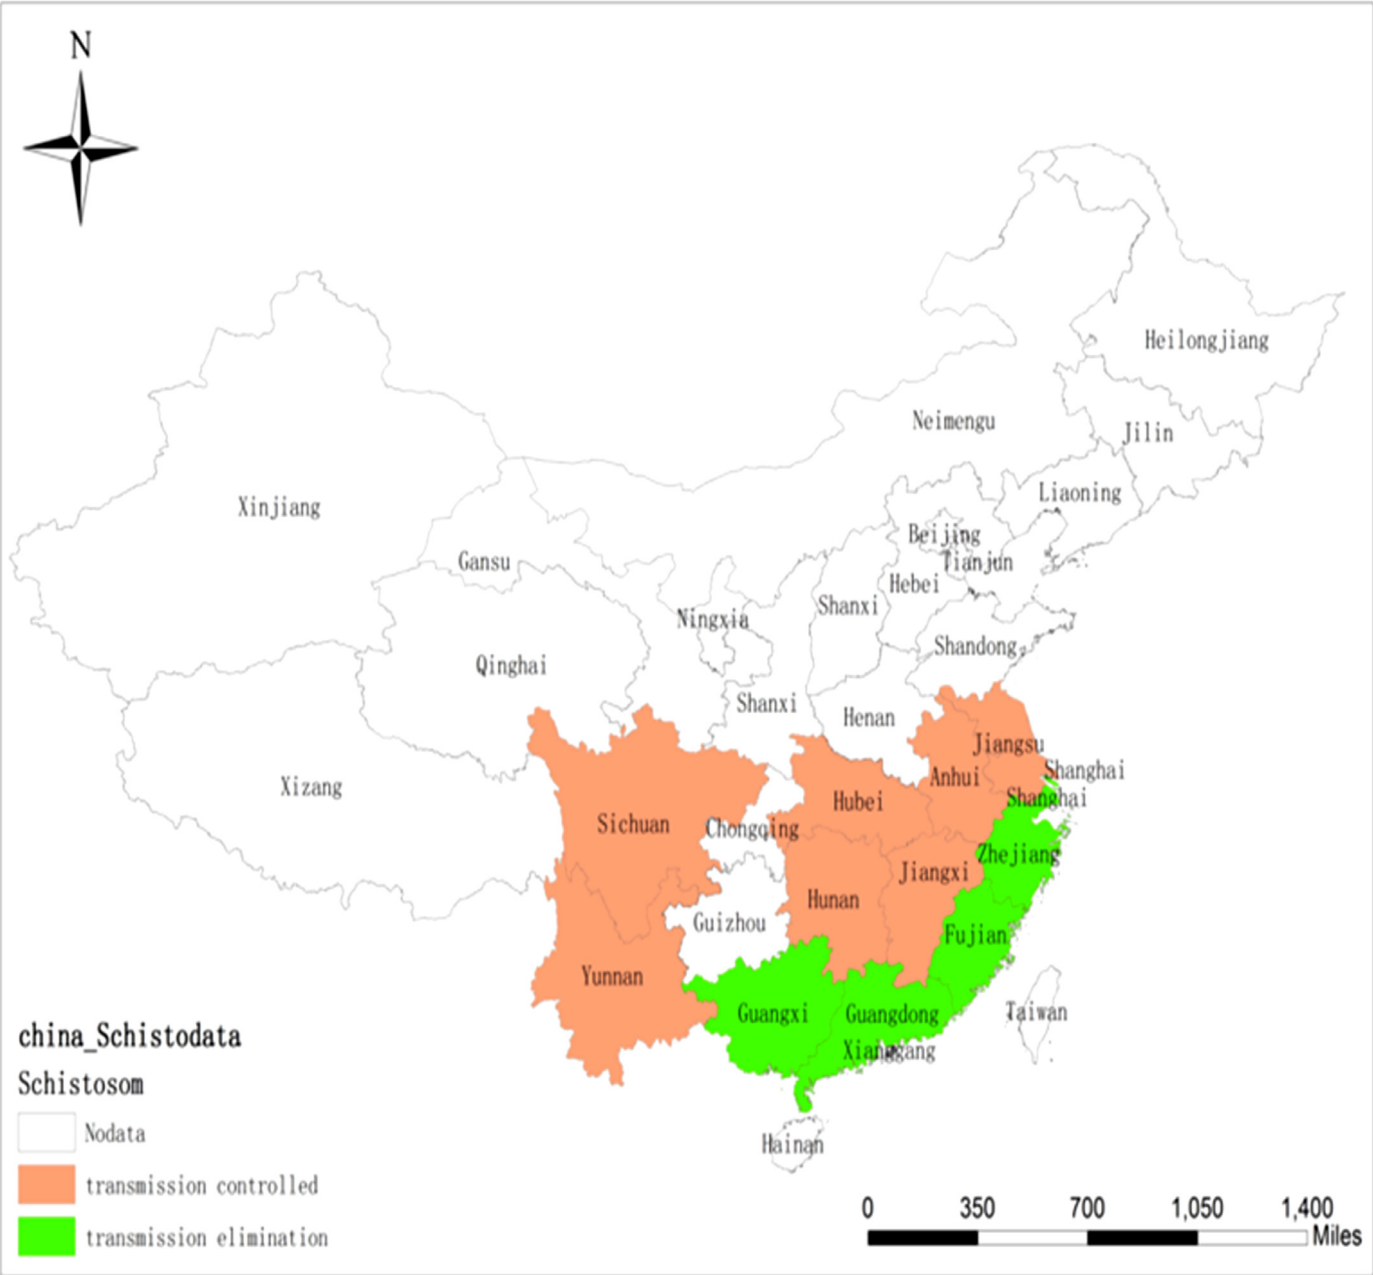 N
Heilongjiang
Neimengu
Jilin
Liaoning
Xinjiang
Beijing
Gansu
Tianjun
Hebei
Shanxi
Ningxia
Shandong
Qinghai
Shanxi
Henan
Jiangsu
Shanghai
Anhui
Xizang
Shanghai
Hubei
Sichuan
Chongqing
Zhejiang
Jiangxi
Hunan
Guizhou
Fujian
Yunnan
Guangxi
Guangdong
Taiwan
Xianggang
Hainan
china_Schistodata
Schistosom
Nodata
transmission controlled
transmission elimination
0 350 700 1,050 1,400
Miles